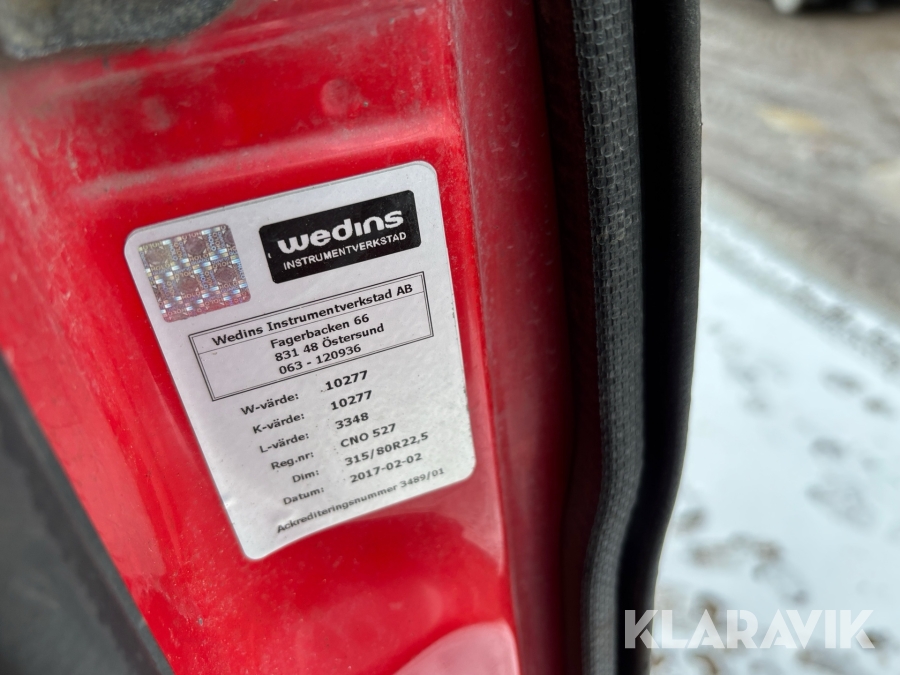 wedins
INSTRUMENTVERKSTAD
Wedins Instrumentverkstad AB
Fagerbacken 66
831 48 Östersund
063 - 120936
W-värde: 10277
K-värde: 10277
L-värde: 3348
Reg.nr: CNO 527
Dim: 315/80R22,5
Datum: 2017-02-02
Ackrediteringsnummer 3489/01
KLARAVIK